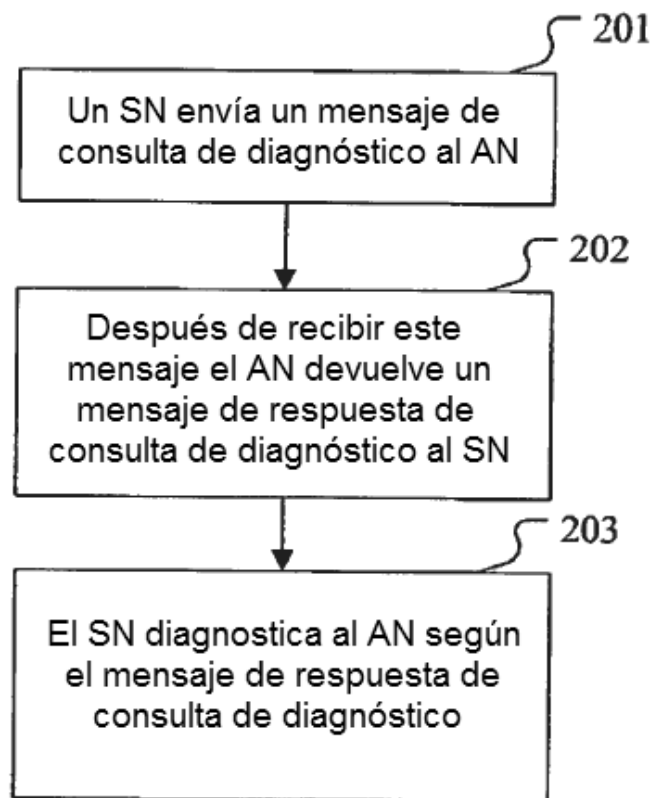 201
Un SN envía un mensaje de
consulta de diagnóstico al AN
202
Después de recibir este
mensaje el AN devuelve un
mensaje de respuesta de
consulta de diagnóstico al SN
203
El SN diagnostica al AN según
el mensaje de respuesta de
consulta de diagnóstico